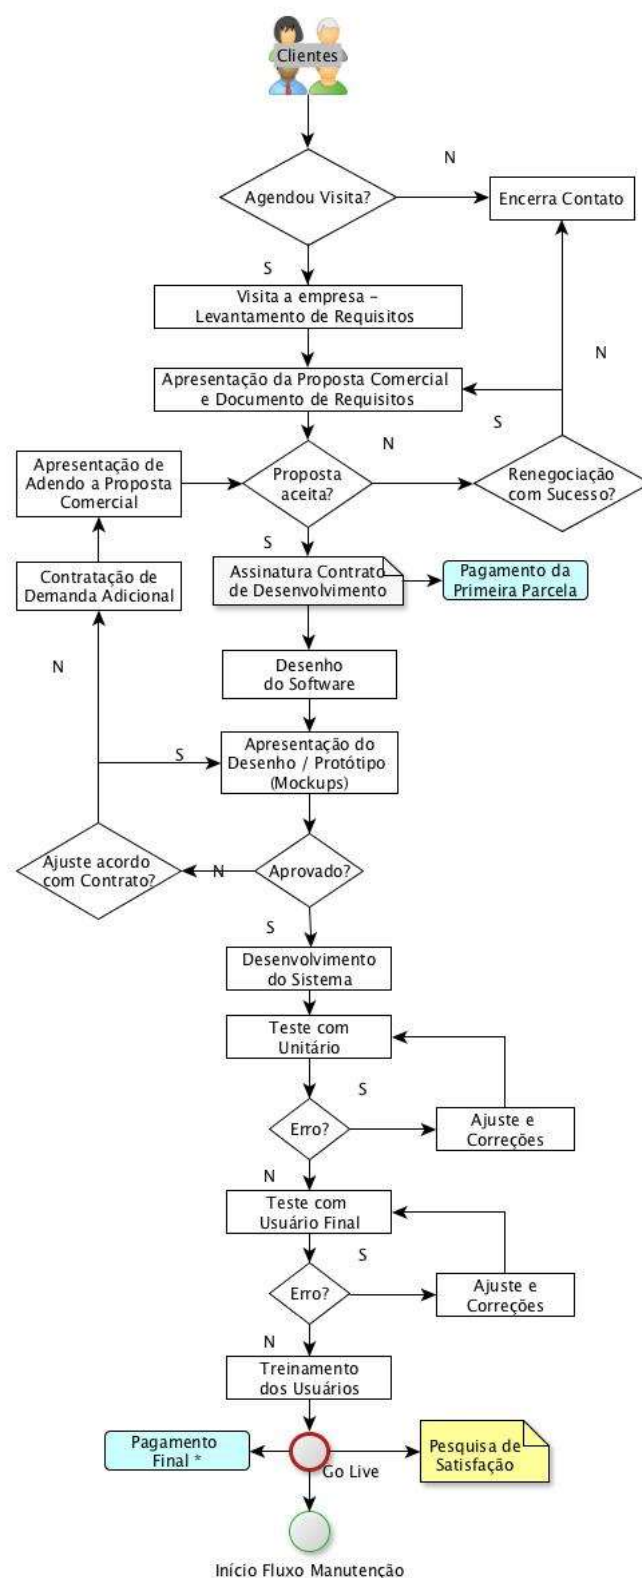 Clientes
N
Agendou Visita?
Encerra Contato
S
Visita a empresa –
Levantamento de Requisitos
N
Apresentação da Proposta Comercial
e Documento de Requisitos
S
N
Apresentação de
Adendo a Proposta
Comercial
Proposta
aceita?
Renegociação
com Sucesso?
S
Assinatura Contrato
de Desenvolvimento
Pagamento da
Primeira Parcela
Contratação de
Demanda Adicional
N
Desenho
do Software
S
Apresentação do
Desenho / Protótipo
(Mockups)
Ajuste acordo
com Contrato?
N
Aprovado?
S
Desenvolvimento
do Sistema
Teste com
Unitário
S
Erro?
Ajuste e
Correções
N
Teste com
Usuário Final
S
Erro?
Ajuste e
Correções
N
Treinamento
dos Usuários
Pagamento
Final *
Go Live
Pesquisa de
Satisfação
Início Fluxo Manutenção